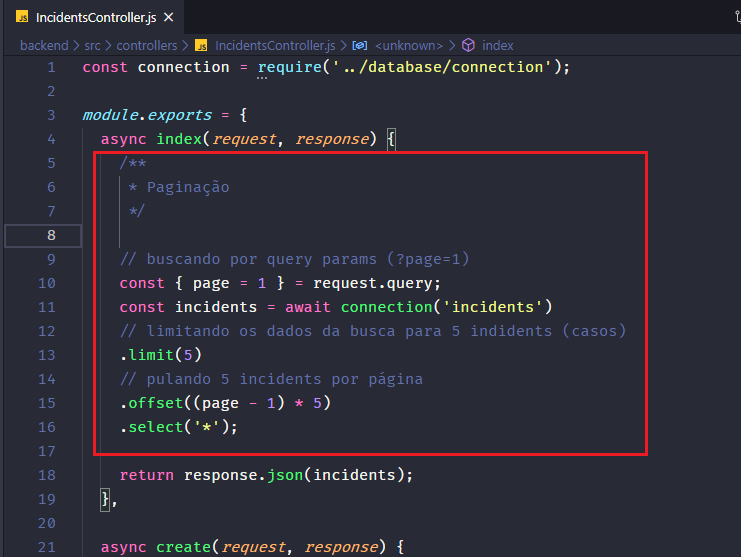 JS IncidentsController.js ×
backend > src > controllers > JS IncidentsController.js > <unknown> > index
1 const connection = require('../database/connection');
2
3 module.exports = {
4 async index(request, response) {
5 /**
6 * Paginação
7 */
8
9 // buscando por query params (?page=1)
10 const { page = 1 } = request.query;
11 const incidents = await connection('incidents')
12 // limitando os dados da busca para 5 indidents (casos)
13 .limit(5)
14 // pulando 5 incidents por página
15 .offset((page - 1) * 5)
16 .select('*');
17
18 return response.json(incidents);
19 },
20
21 async create(request, response) {